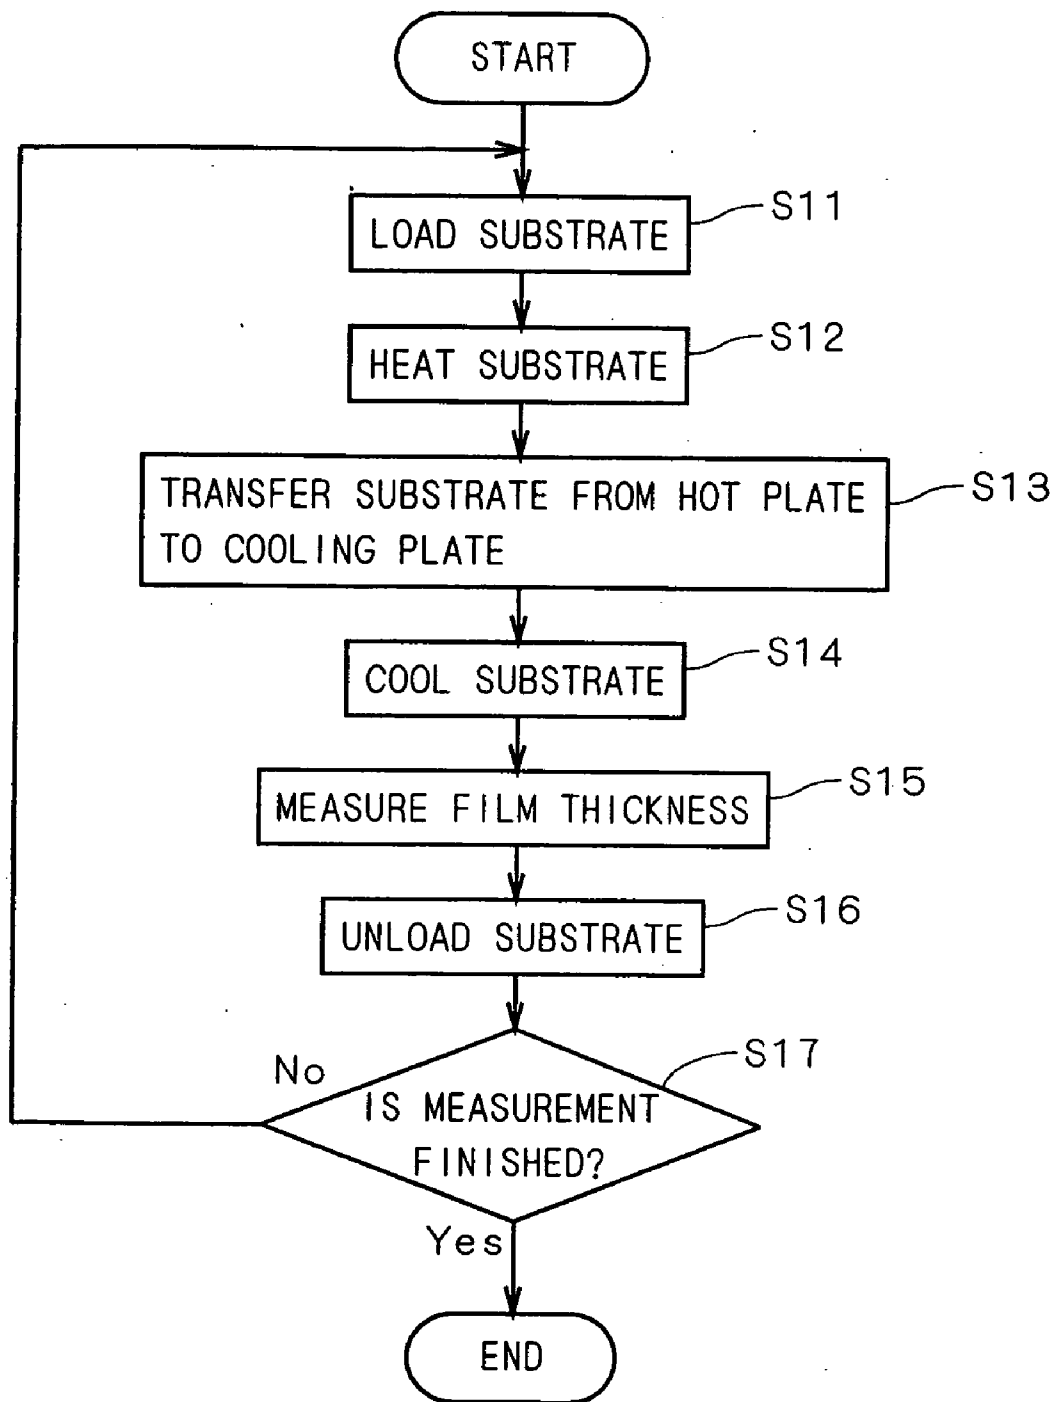 START
LOAD SUBSTRATE
S11
HEAT SUBSTRATE
S12
TRANSFER SUBSTRATE FROM HOT PLATE
TO COOLING PLATE
S13
COOL SUBSTRATE
S14
MEASURE FILM THICKNESS
S15
UNLOAD SUBSTRATE
S16
No
IS MEASUREMENT
FINISHED?
S17
Yes
END